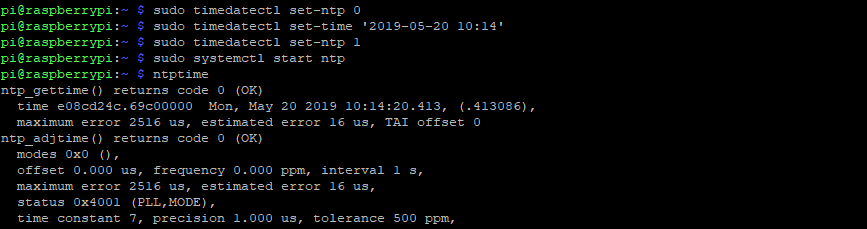 pi@raspberrypi:~ $ sudo timedatectl set-ntp 0
pi@raspberrypi:~ $ sudo timedatectl set-time '2019-05-20 10:14'
pi@raspberrypi:~ $ sudo timedatectl set-ntp 1
pi@raspberrypi:~ $ sudo systemctl start ntp
pi@raspberrypi:~ $ ntptime
ntp_gettime() returns code 0 (OK)
  time e08cd24c.69c00000  Mon, May 20 2019 10:14:20.413, (.413086),
  maximum error 2516 us, estimated error 16 us, TAI offset 0
ntp_adjtime() returns code 0 (OK)
  modes 0x0 (),
  offset 0.000 us, frequency 0.000 ppm, interval 1 s,
  maximum error 2516 us, estimated error 16 us,
  status 0x4001 (PLL,MODE),
  time constant 7, precision 1.000 us, tolerance 500 ppm,